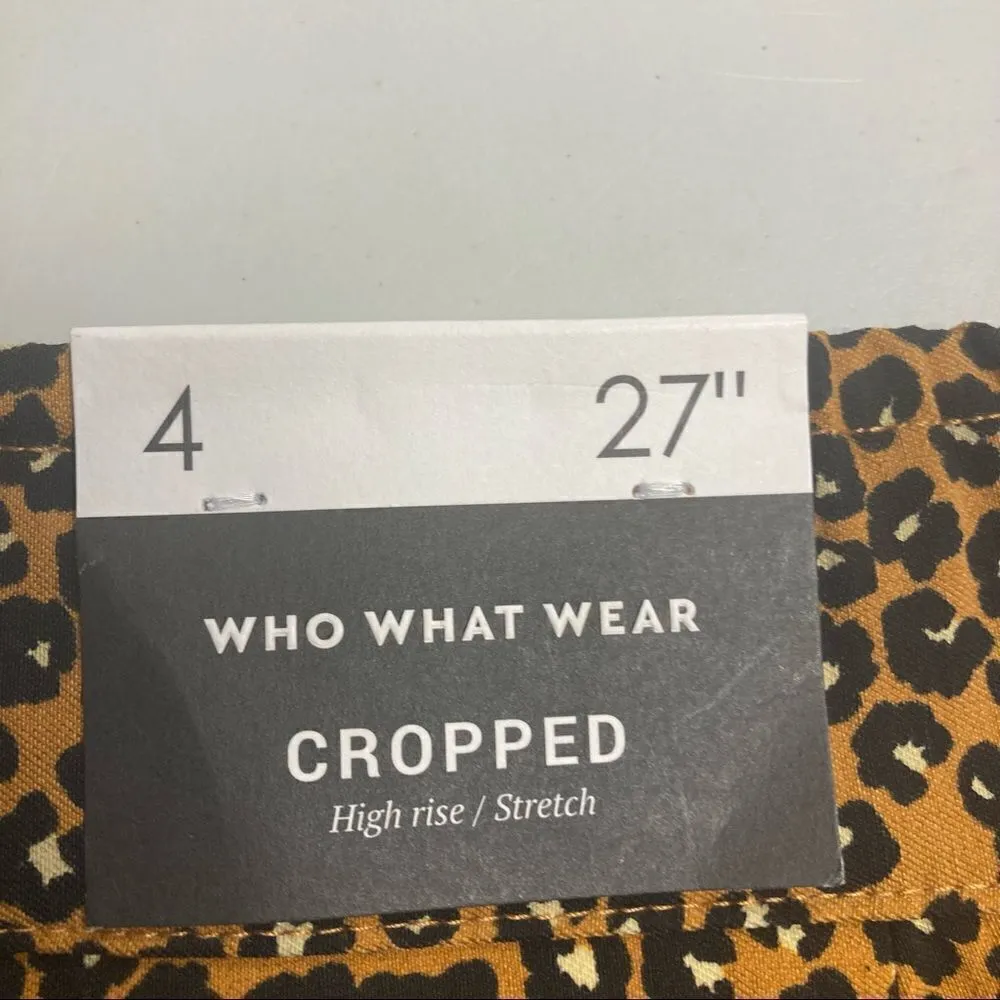 4 27"
WHO WHAT WEAR
CROPPED
High rise / Stretch